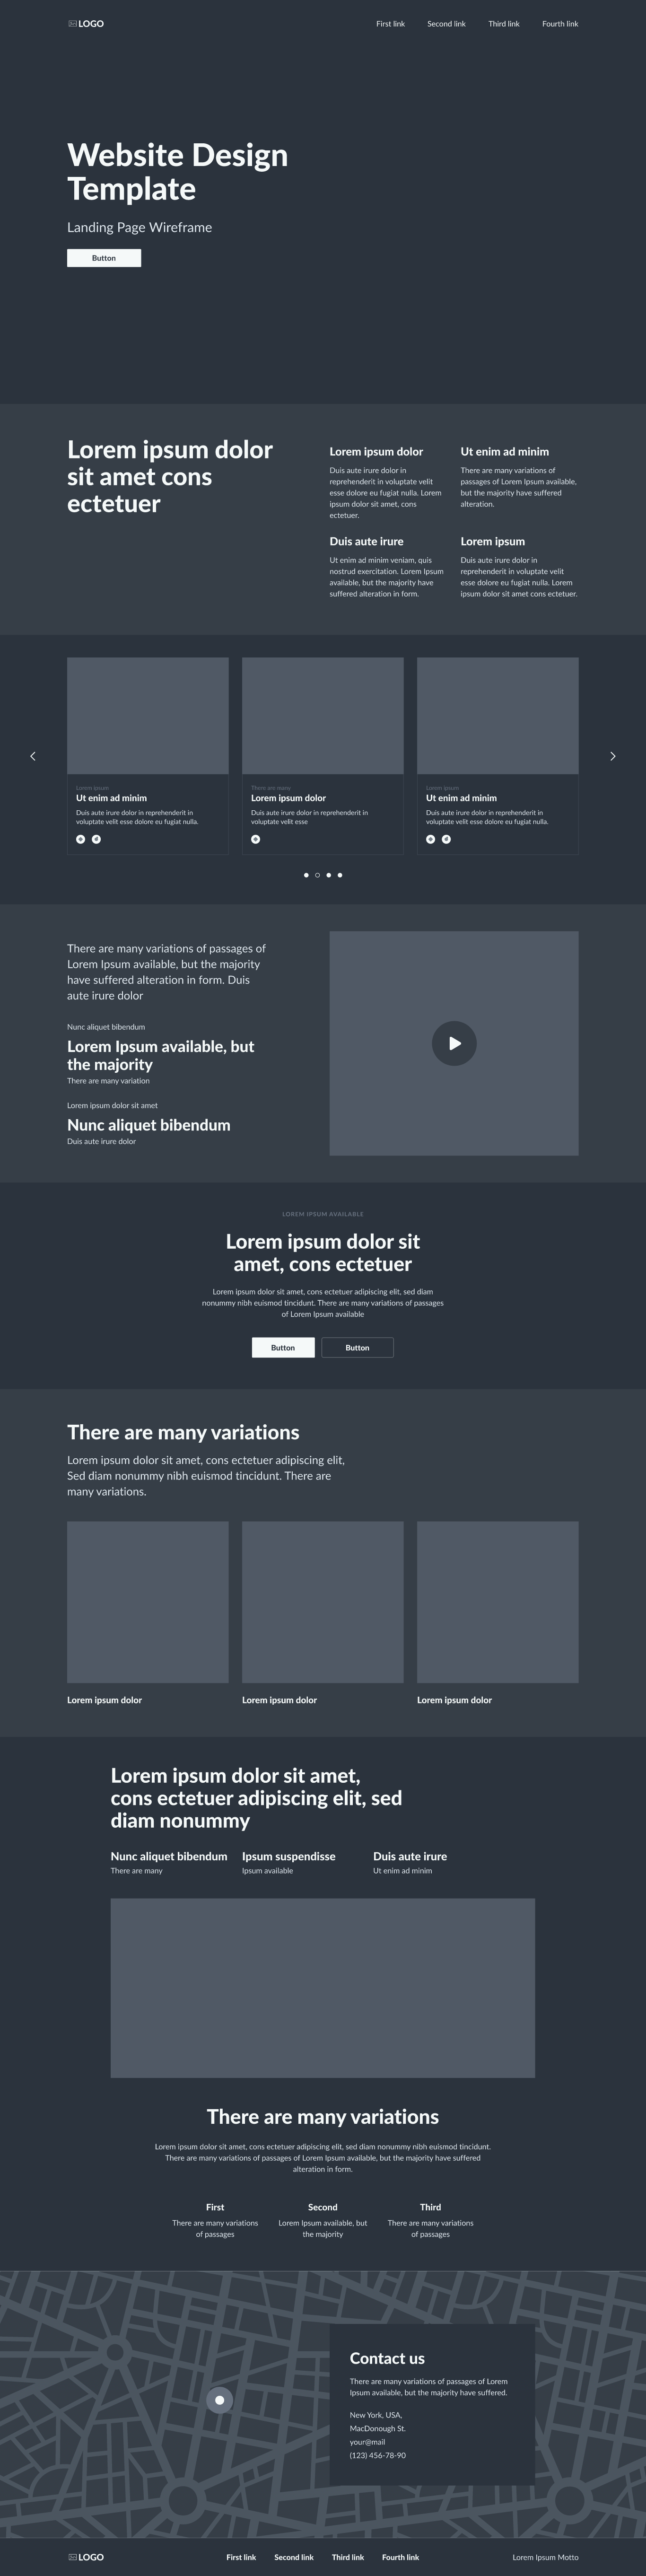 LOGO
First link
Second link
Third link
Fourth link
Website Design
Template
Landing Page Wireframe
Button
Lorem ipsum dolor
sit amet cons
ectetuer
Lorem ipsum dolor
Duis aute irure dolor in
reprehenderit in voluptate velit
esse dolore eu fugiat nulla. Lorem
ipsum dolor sit amet, cons
ectetuer.
Ut enim ad minim
There are many variations of
passages of Lorem Ipsum available,
but the majority have suffered
alteration.
Duis aute irure
Ut enim ad minim veniam, quis
nostrud exercitation. Lorem Ipsum
available, but the majority have
suffered alteration in form.
Lorem ipsum
Duis aute irure dolor in
reprehenderit in voluptate velit
esse dolore eu fugiat nulla. Lorem
ipsum dolor sit amet cons ectetuer.
Lorem ipsum
Ut enim ad minim
Duis aute irure dolor in reprehenderit in
voluptate velit esse dolore eu fugiat nulla.
There are many
Lorem ipsum dolor
Duis aute irure dolor in reprehenderit in
voluptate velit esse
Lorem ipsum
Ut enim ad minim
Duis aute irure dolor in reprehenderit in
voluptate velit esse dolore eu fugiat nulla.
There are many variations of passages of
Lorem Ipsum available, but the majority
have suffered alteration in form. Duis
aute irure dolor
Nunc aliquet bibendum
Lorem Ipsum available, but
the majority
There are many variation
Lorem ipsum dolor sit amet
Nunc aliquet bibendum
Duis aute irure dolor
LOREM IPSUM AVAILABLE
Lorem ipsum dolor sit
amet, cons ectetuer
Lorem ipsum dolor sit amet, cons ectetuer adipiscing elit, sed diam
nonummy nibh euismod tincidunt. There are many variations of passages
of Lorem Ipsum available
Button
Button
There are many variations
Lorem ipsum dolor sit amet, cons ectetuer adipiscing elit,
Sed diam nonummy nibh euismod tincidunt. There are
many variations.
Lorem ipsum dolor
Lorem ipsum dolor
Lorem ipsum dolor
Lorem ipsum dolor sit amet,
cons ectetuer adipiscing elit, sed
diam nonummy
Nunc aliquet bibendum
There are many
Ipsum suspendisse
Ipsum available
Duis aute irure
Ut enim ad minim
There are many variations
Lorem ipsum dolor sit amet, cons ectetuer adipiscing elit, sed diam nonummy nibh euismod tincidunt.
There are many variations of passages of Lorem Ipsum available, but the majority have suffered
alteration in form.
First
There are many variations
of passages
Second
Lorem Ipsum available, but
the majority
Third
There are many variations
of passages
Contact us
There are many variations of passages of Lorem
Ipsum available, but the majority have suffered.
New York, USA,
MacDonough St.
your@mail
(123) 456-78-90
LOGO
First link
Second link
Third link
Fourth link
Lorem Ipsum Motto